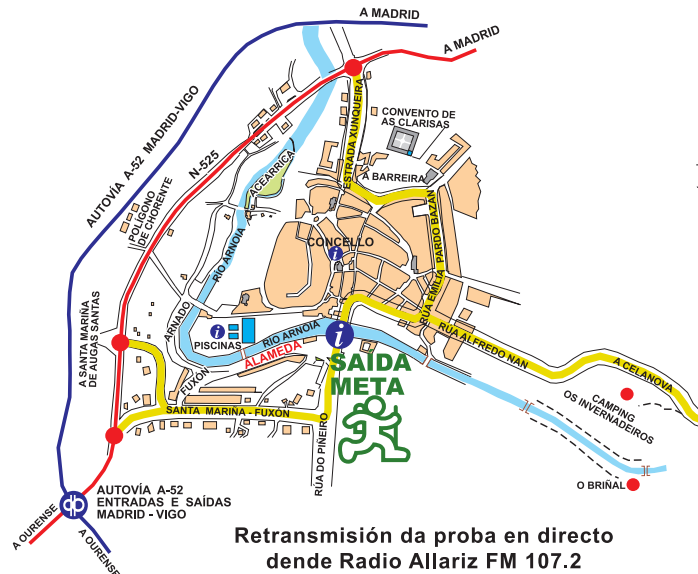 A MADRID
A MADRID
AUTOVÍA A-52 MADRID-VIGO
N-525
ESTRADA XUNQUEIRA
CONVENTO DE
AS CLARISAS
A BARREIRA
ACEARRICA
PARDO BAZÁN
RÚA EMILIA
POLÍGONO
DE CHORENTE
RÍO ARNOIA
CONCELLO
i
ARNADO
i
PISCINAS
RÍO ARNOIA
ALAMEDA
i
RÚA ALFREDO NAN
A CELANOVA
A SANTA MARIÑA
DE AUGAS SANTAS
FUXÓN
SAÍDA
META
SANTA MARIÑA - FUXÓN
RÚA DO PIÑEIRO
CAMPING
OS INVERNADEIROS
O BRIÑAL
AUTOVÍA A-52
ENTRADAS E SAÍDAS
MADRID - VIGO
A OURENSE
A OURENSE
Retransmisión da proba en directo
dende Radio Allariz FM 107.2